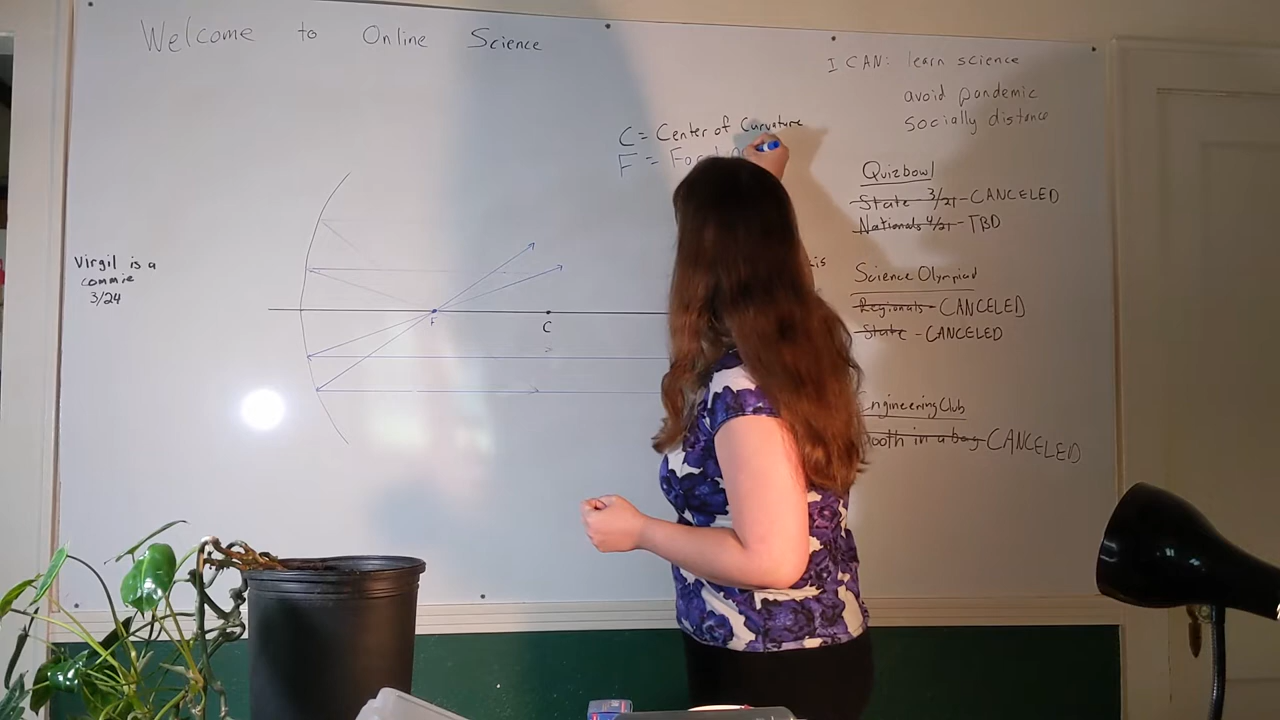 Welcome to Online Science
I CAN: learn science
avoid pandemic
socially distance
C = Center of Curvature
F =
Quizbowl
State 3/21 - CANCELED
Nationals 4/21 - TBD
Virgil is a
commie
3/24
Science Olympiad
Regionals - CANCELED
State - CANCELED
F
C
Engineering Club
in a bag CANCELED